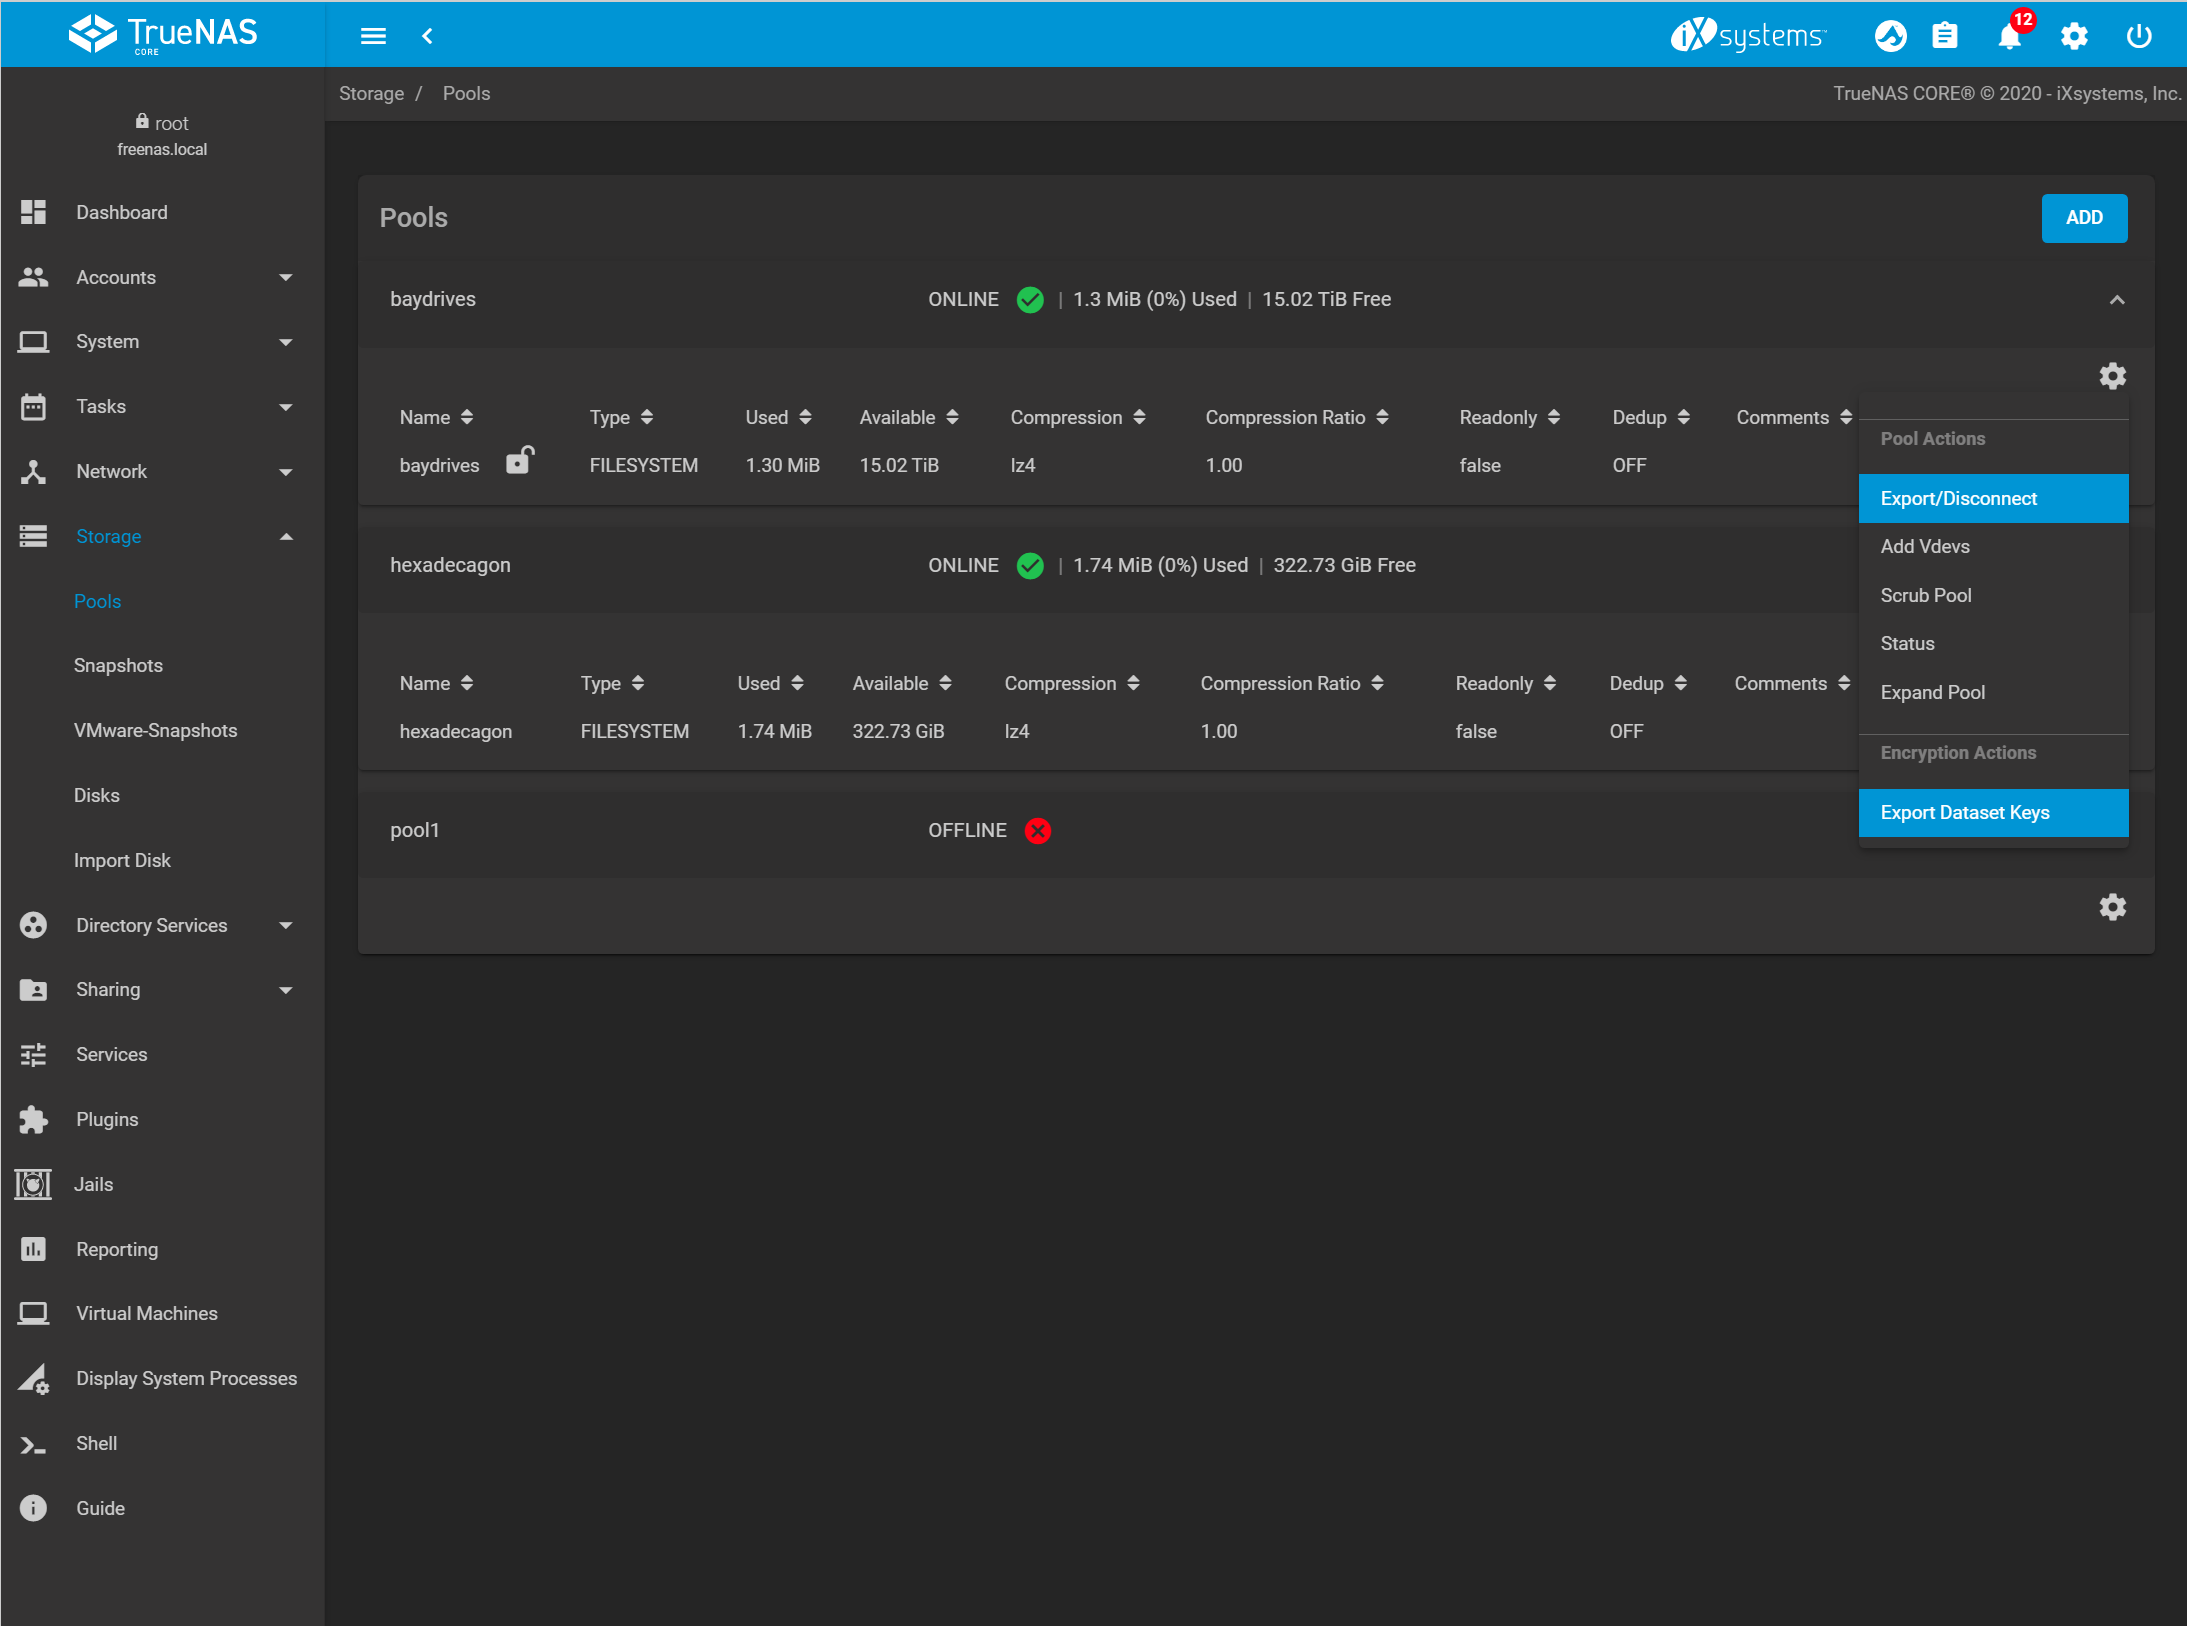 TrueNAS
CORE
iXsystems™
12
root
freenas.local
Dashboard
Accounts
System
Tasks
Network
Storage
Pools
Snapshots
VMware-Snapshots
Disks
Import Disk
Directory Services
Sharing
Services
Plugins
Jails
Reporting
Virtual Machines
Display System Processes
Shell
Guide
Storage / Pools
TrueNAS CORE® © 2020 - iXsystems, Inc.
Pools
ADD
baydrives ONLINE | 1.3 MiB (0%) Used | 15.02 TiB Free
Name Type Used Available Compression Compression Ratio Readonly Dedup Comments
baydrives FILESYSTEM 1.30 MiB 15.02 TiB lz4 1.00 false OFF
hexadecagon ONLINE | 1.74 MiB (0%) Used | 322.73 GiB Free
Name Type Used Available Compression Compression Ratio Readonly Dedup Comments
hexadecagon FILESYSTEM 1.74 MiB 322.73 GiB lz4 1.00 false OFF
pool1 OFFLINE
Pool Actions
Export/Disconnect
Add Vdevs
Scrub Pool
Status
Expand Pool
Encryption Actions
Export Dataset Keys